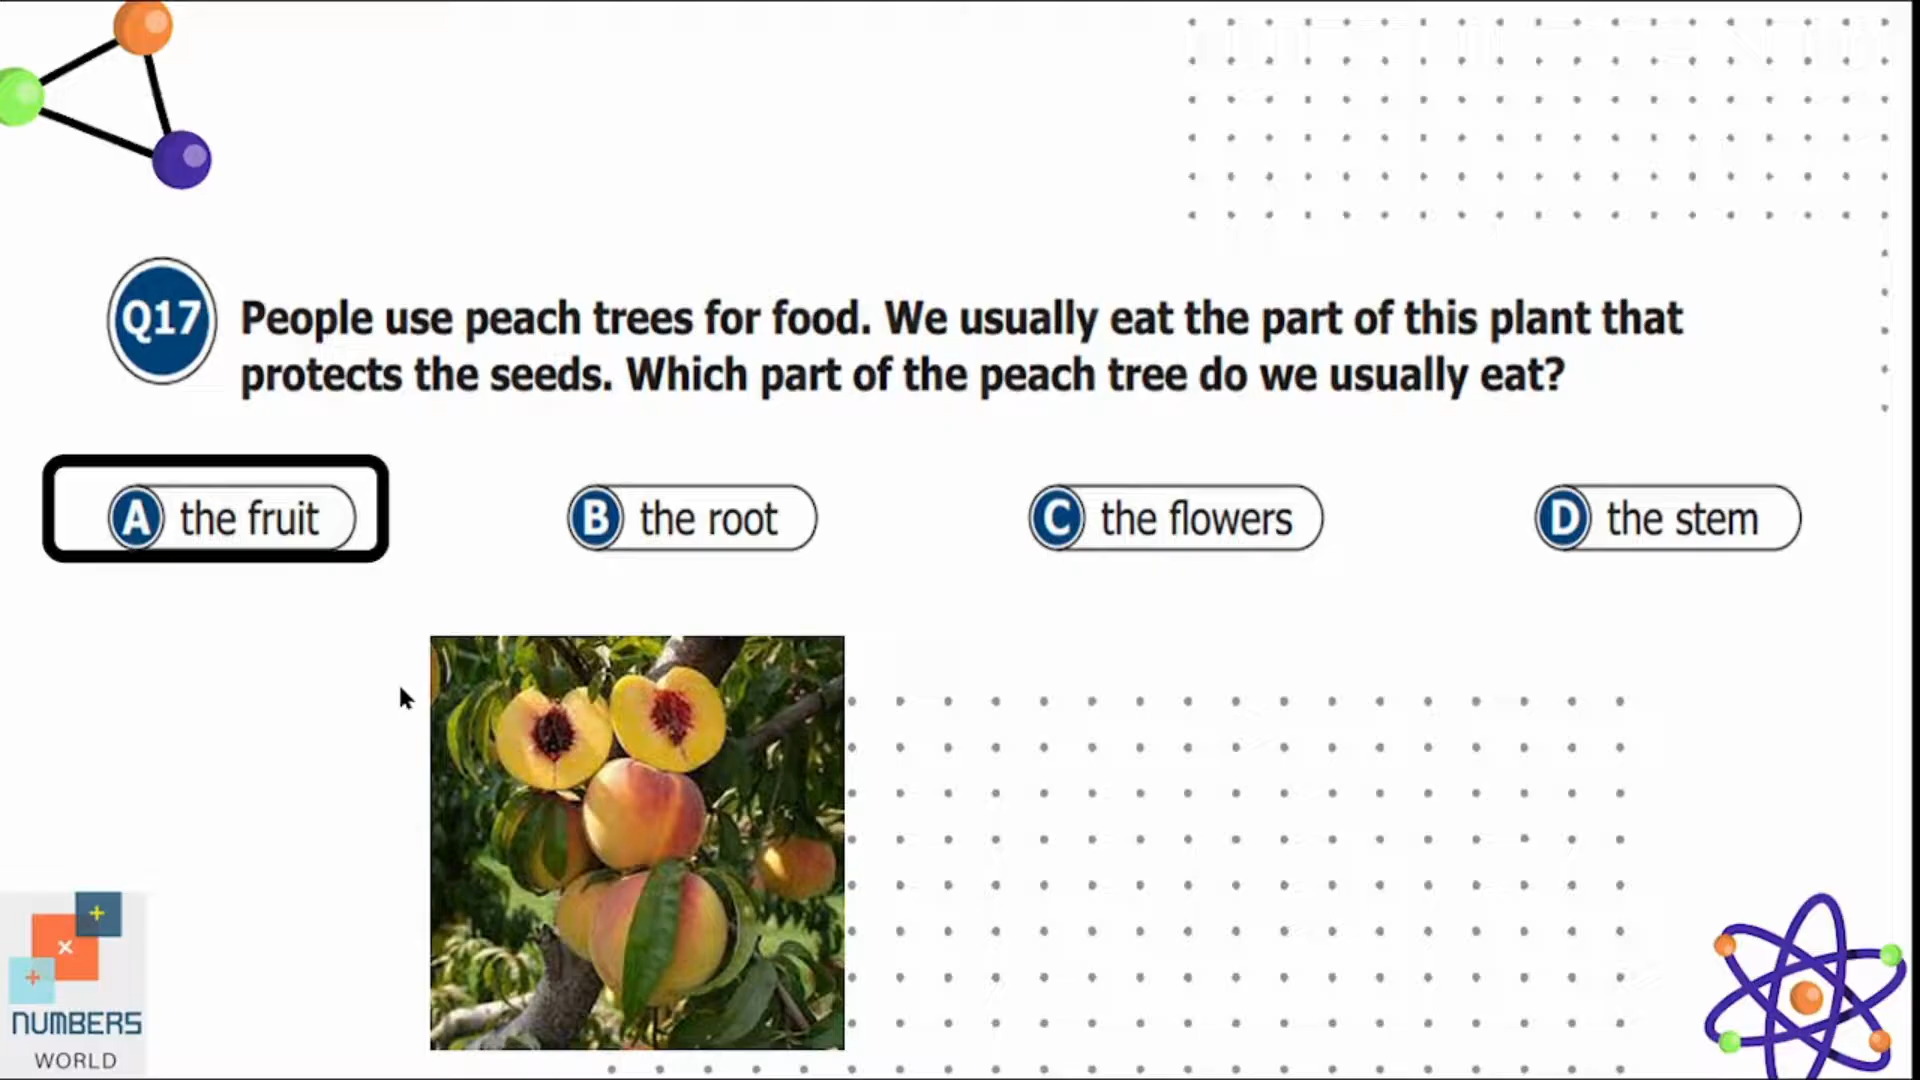 Q17
People use peach trees for food. We usually eat the part of this plant that
protects the seeds. Which part of the peach tree do we usually eat?
A the fruit
B the root
C the flowers
D the stem
+
×
+
NUMBERS
WORLD